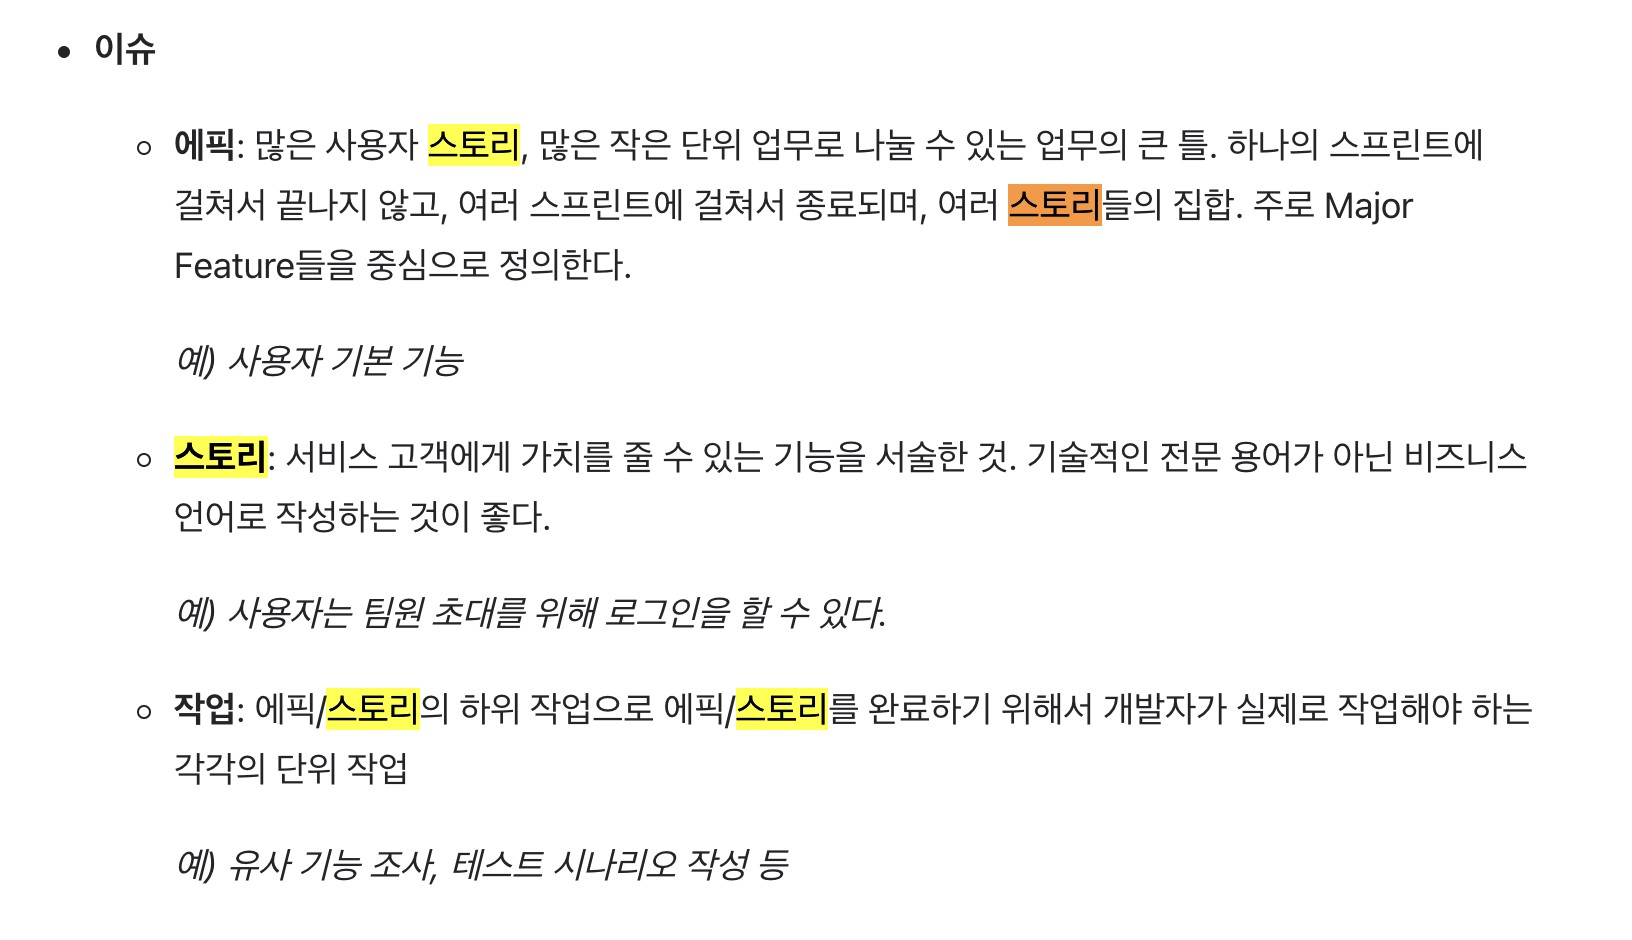 • 이슈
◦ 에픽: 많은 사용자 스토리, 많은 작은 단위 업무로 나눌 수 있는 업무의 큰 틀. 하나의 스프린트에
걸쳐서 끝나지 않고, 여러 스프린트에 걸쳐서 종료되며, 여러 스토리들의 집합. 주로 Major
Feature들을 중심으로 정의한다.
예) 사용자 기본 기능
◦ 스토리: 서비스 고객에게 가치를 줄 수 있는 기능을 서술한 것. 기술적인 전문 용어가 아닌 비즈니스
언어로 작성하는 것이 좋다.
예) 사용자는 팀원 초대를 위해 로그인을 할 수 있다.
◦ 작업: 에픽/스토리의 하위 작업으로 에픽/스토리를 완료하기 위해서 개발자가 실제로 작업해야 하는
각각의 단위 작업
예) 유사 기능 조사, 테스트 시나리오 작성 등